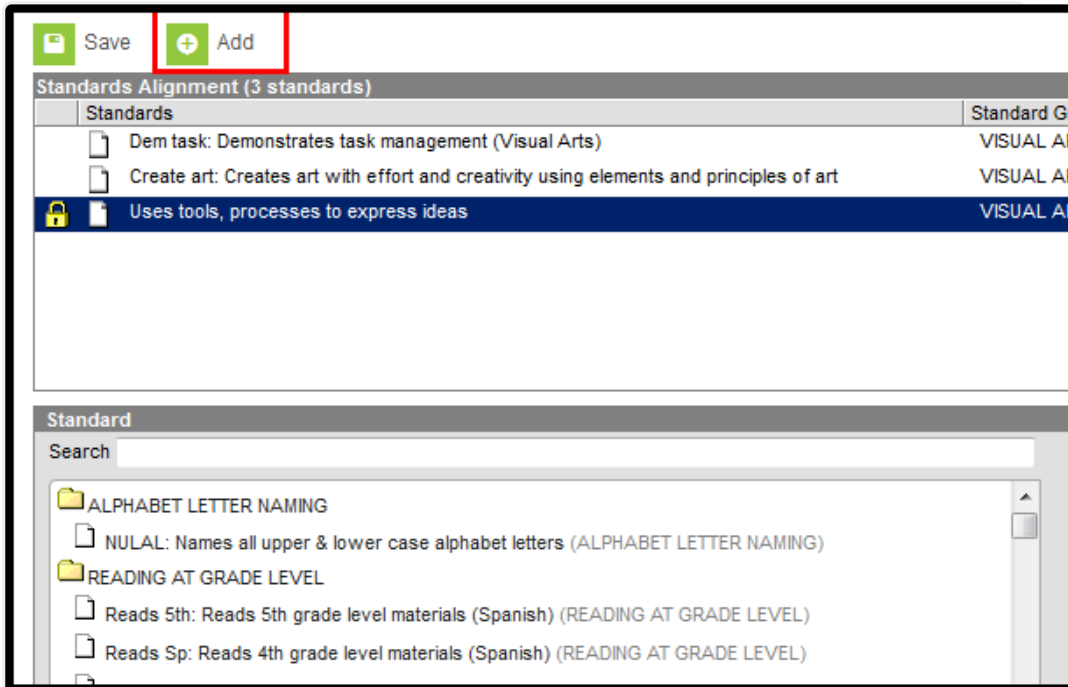 Save Add
Standards Alignment (3 standards)
Standards Standard G
Dem task: Demonstrates task management (Visual Arts) VISUAL A
Create art: Creates art with effort and creativity using elements and principles of art VISUAL A
Uses tools, processes to express ideas VISUAL A
Standard
Search
ALPHABET LETTER NAMING
NULAL: Names all upper & lower case alphabet letters (ALPHABET LETTER NAMING)
READING AT GRADE LEVEL
Reads 5th: Reads 5th grade level materials (Spanish) (READING AT GRADE LEVEL)
Reads Sp: Reads 4th grade level materials (Spanish) (READING AT GRADE LEVEL)